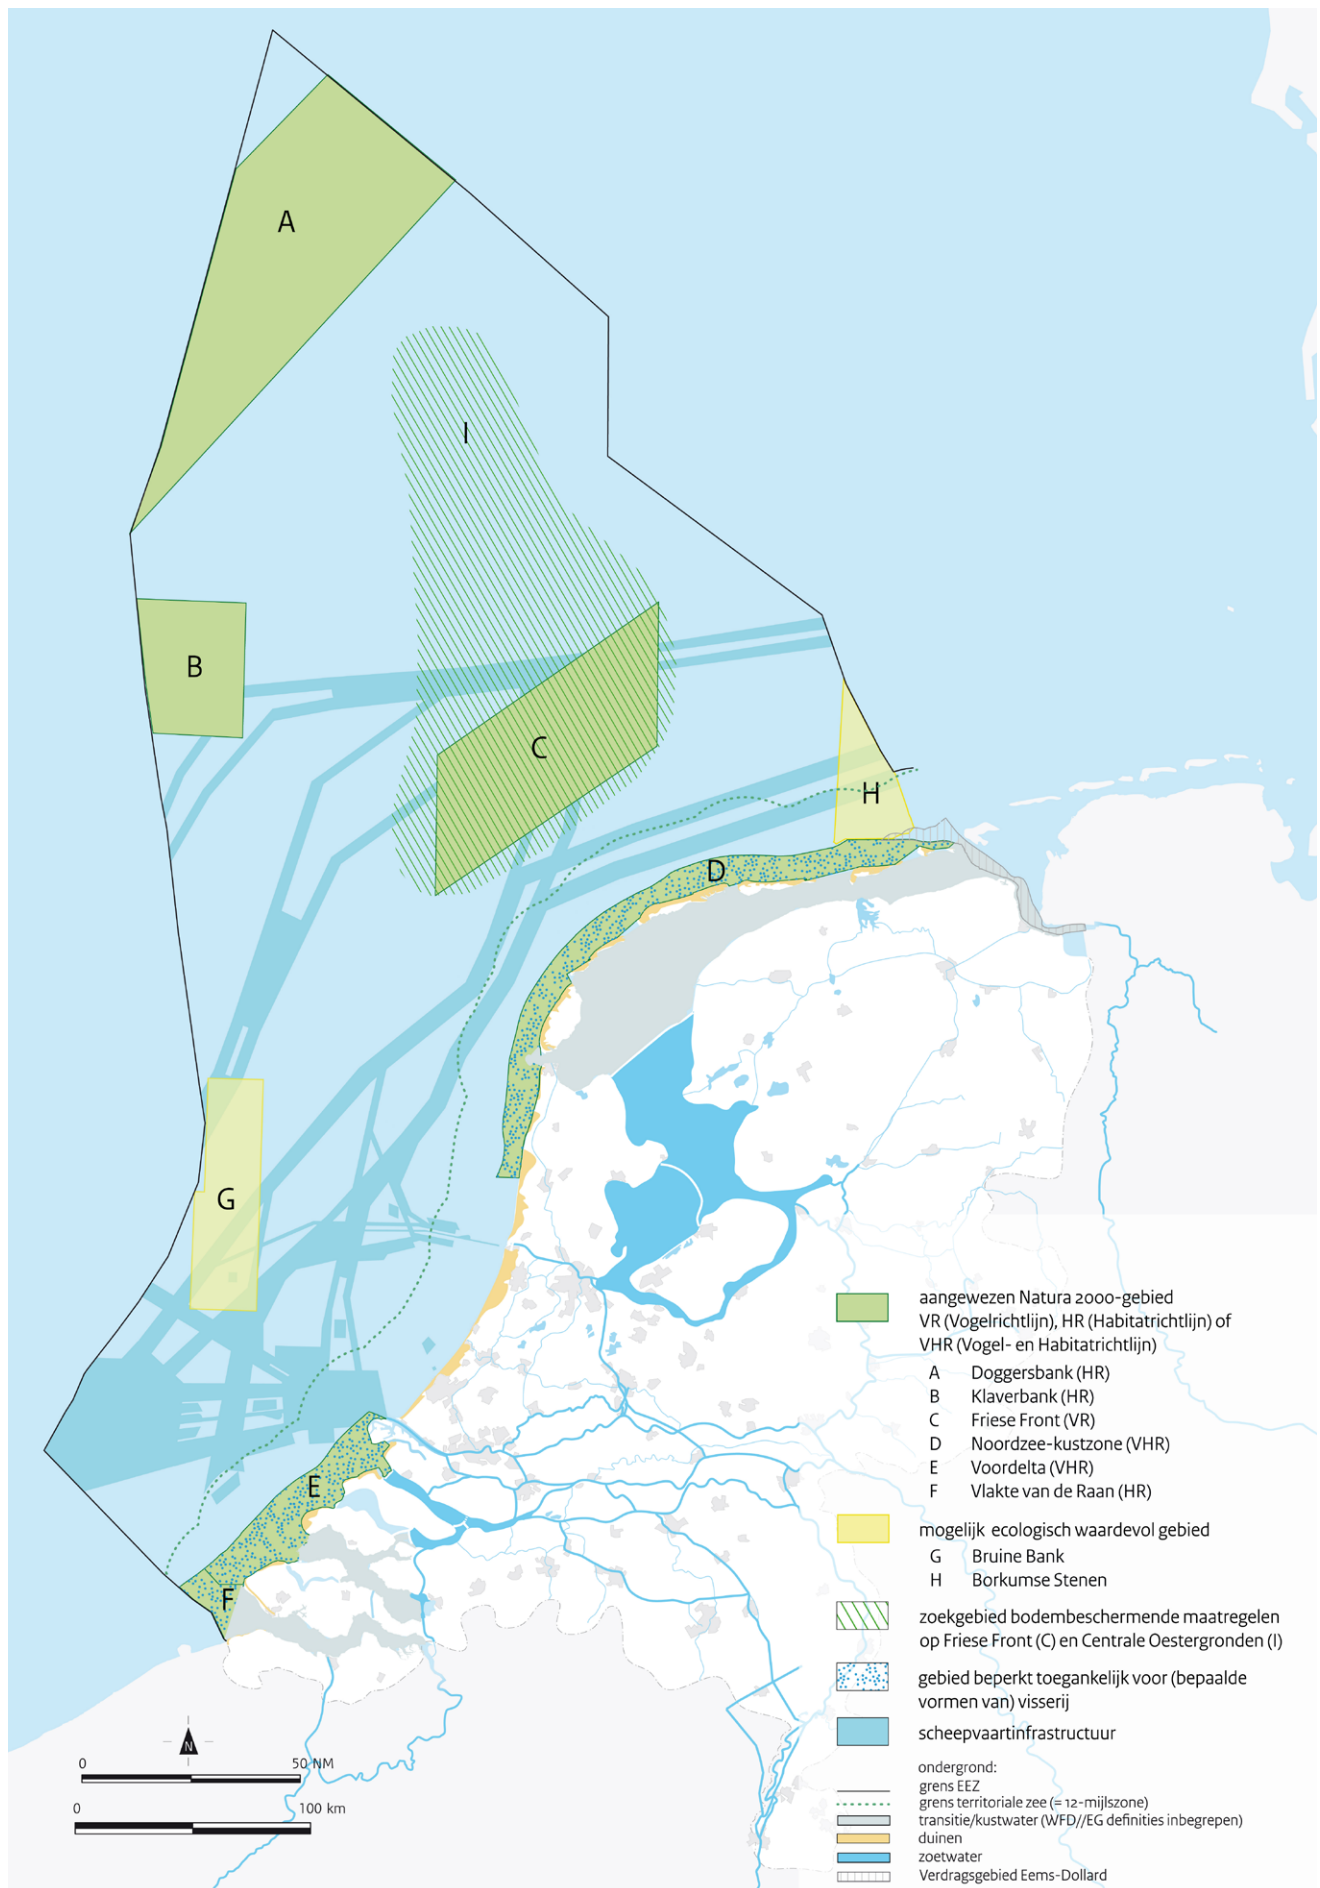 A
I
B
C
H
D
G
E
F
aangewezen Natura 2000-gebied
VR (Vogelrichtlijn), HR (Habitatrichtlijn) of
VHR (Vogel- en Habitatrichtlijn)
A Doggersbank (HR)
B Klaverbank (HR)
C Friese Front (VR)
D Noordzee-kustzone (VHR)
E Voordelta (VHR)
F Vlakte van de Raan (HR)
mogelijk ecologisch waardevol gebied
G Bruine Bank
H Borkumse Stenen
zoekgebied bodembeschermende maatregelen
op Friese Front (C) en Centrale Oestergronden (I)
gebied beperkt toegankelijk voor (bepaalde
vormen van) visserij
scheepvaartinfrastructuur
ondergrond:
grens EEZ
grens territoriale zee (= 12-mijlszone)
transitie/kustwater (WFD//EG definities inbegrepen)
duinen
zoetwater
Verdragsgebied Eems-Dollard
N
0 50 NM
0 100 km